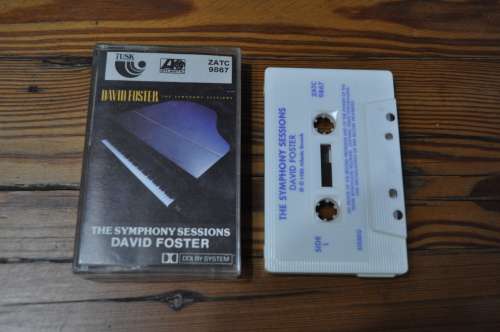 TUSK
ATLANTIC
ZATC
9867
DAVID FOSTER THE SYMPHONY SESSIONS
THE SYMPHONY SESSIONS
DAVID FOSTER
DOLBY SYSTEM
THE SYMPHONY SESSIONS
DAVID FOSTER
ZATC
9867
SIDE
1